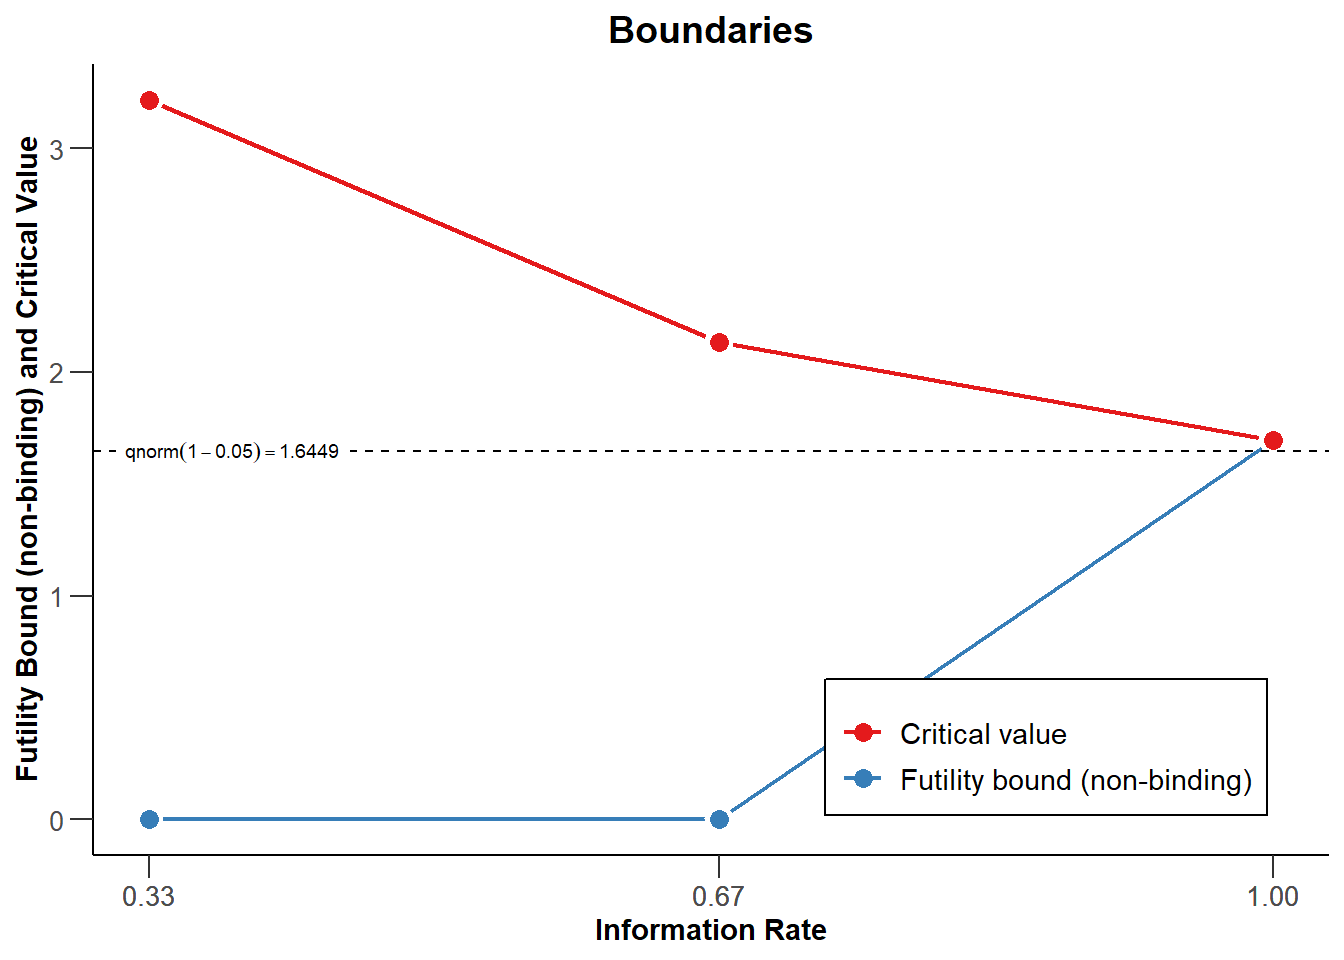 Boundaries
Futility Bound (non-binding) and Critical Value
3
2
1
0
qnorm(1 − 0.05) = 1.6449
Critical value
Futility bound (non-binding)
0.33
0.67
1.00
Information Rate